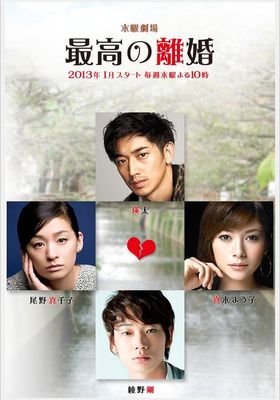 木曜劇場
最高の離婚
2013年1月スタート 毎週木曜よる10時
瑛太
尾野真千子
真木よう子
綾野剛